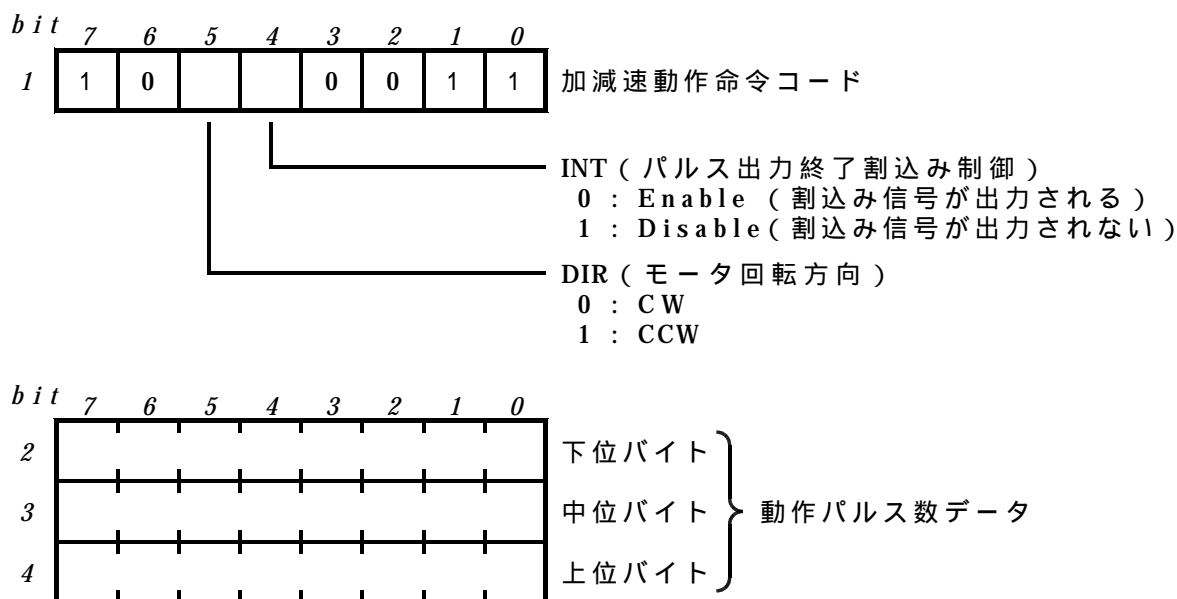 bit 7 6 5 4 3 2 1 0
1 1 0 0 0 1 1 加減速動作命令コード
INT(パルス出力終了割込み制御)
0 : Enable (割込み信号が出力される)
1 : Disable(割込み信号が出力されない)
DIR(モータ回転方向)
0 : CW
1 : CCW
bit 7 6 5 4 3 2 1 0
2 下位バイト
3 中位バイト 動作パルス数データ
4 上位バイト